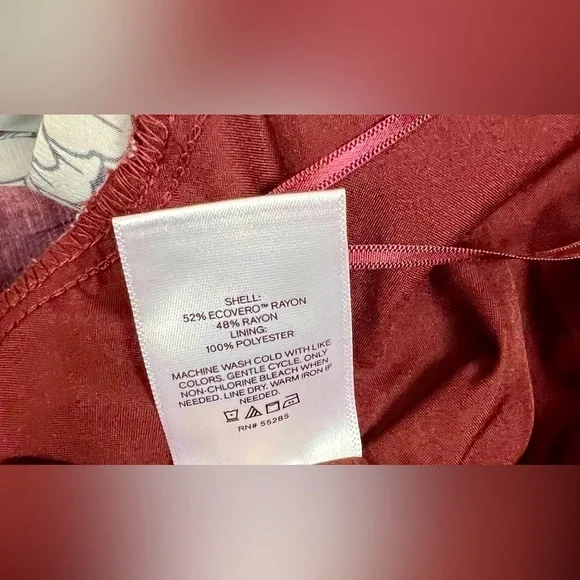 SHELL:
52% ECOVERO™ RAYON
48% RAYON
LINING:
100% POLYESTER
MACHINE WASH COLD WITH LIKE
COLORS, GENTLE CYCLE. ONLY
NON-CHLORINE BLEACH WHEN
NEEDED. LINE DRY, WARM IRON IF
NEEDED.
RN# 55285